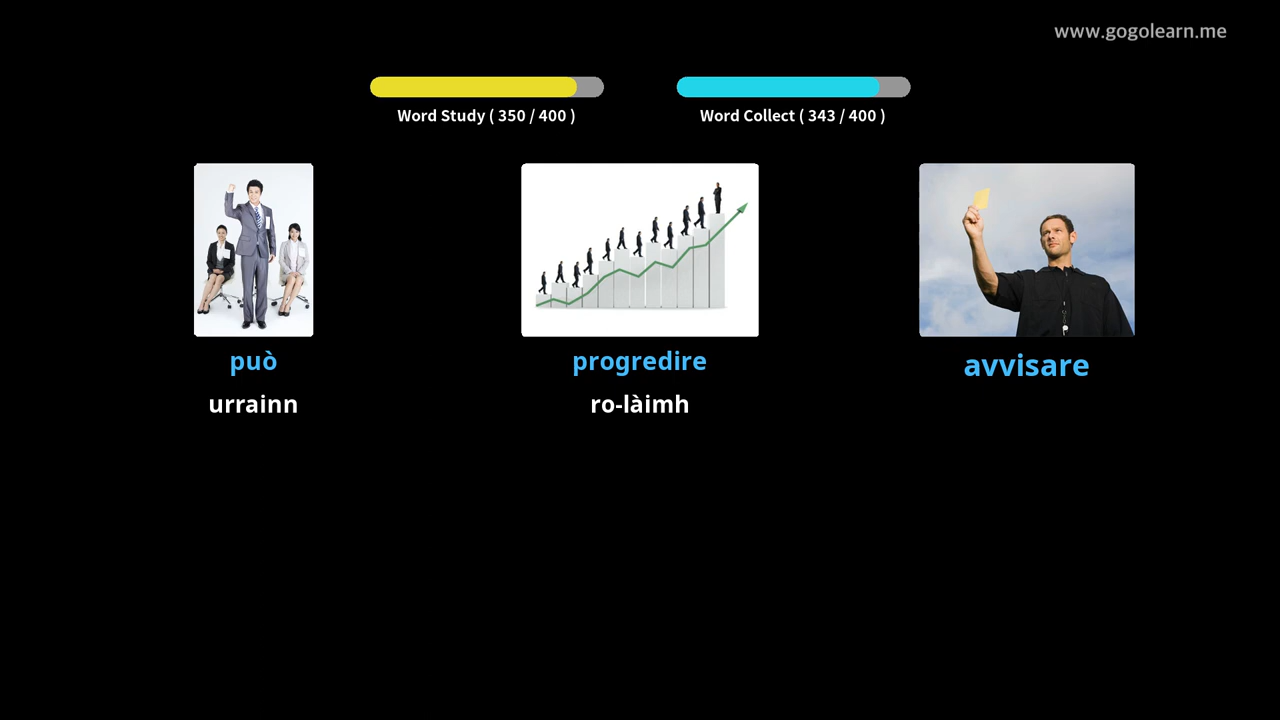 www.gogolearn.me
Word Study ( 350 / 400 )
Word Collect ( 343 / 400 )
può
progredire
avvisare
urrainn
ro-làimh